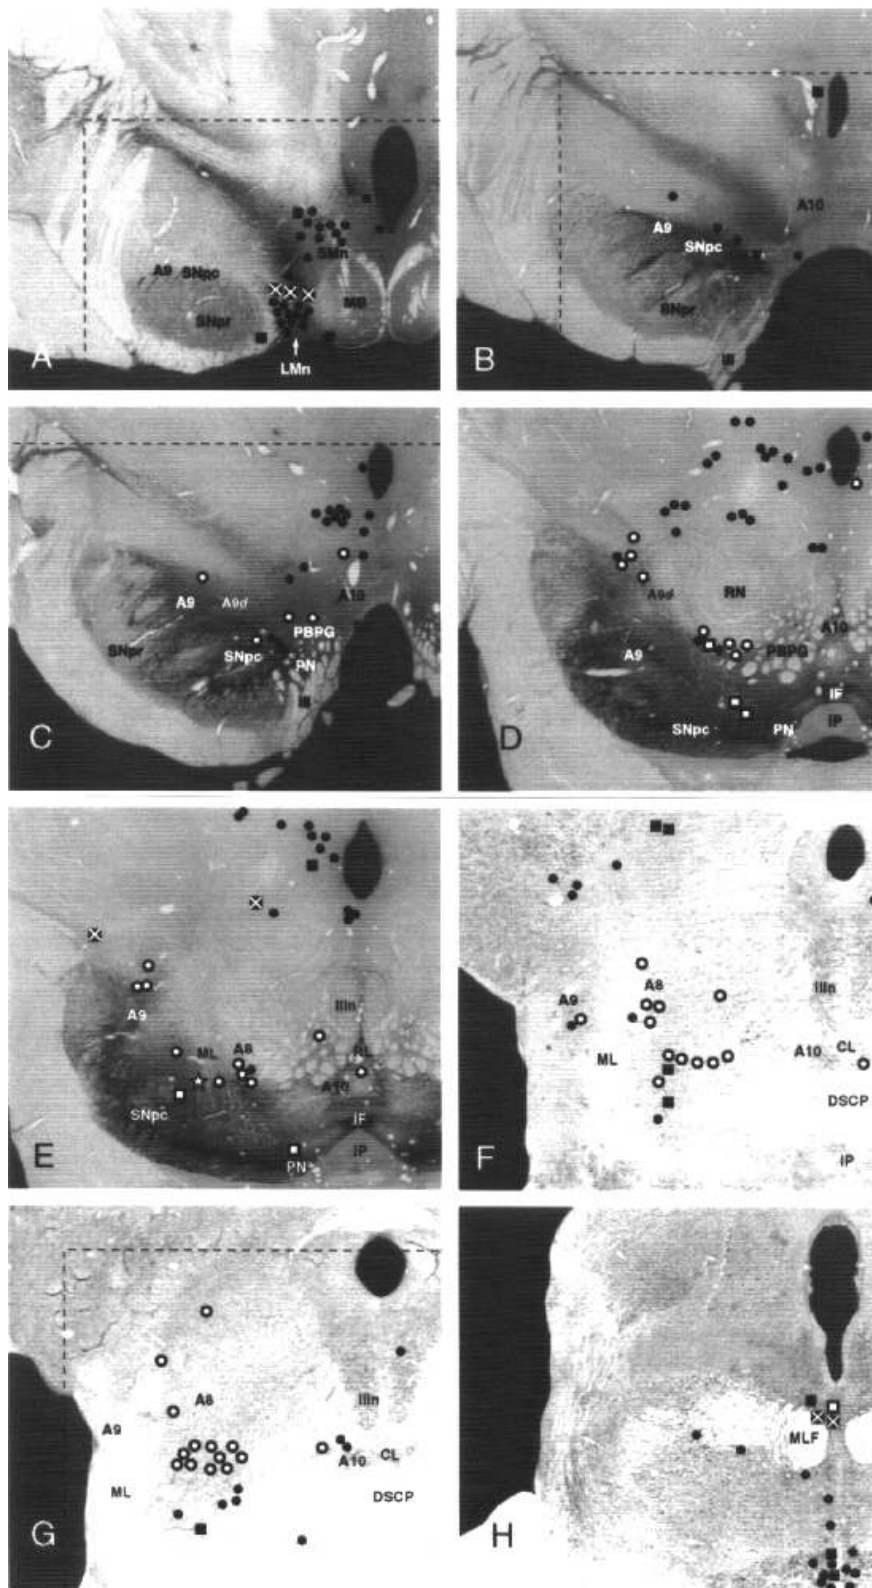 A9 SNpc
SNpr
SMn
MB
LMn
A
A10
A9
SNpc
SNpr
B
A10
A9
A9d
PBPG
SNpr
SNpc
PN
C
RN
A9d
A10
PBPG
A9
IF
IP
SNpc
PN
D
IIIn
A9
ML
A8
RL
A10
SNpc
IF
IP
PN
E
A8
IIIn
A9
CL
ML
A10
DSCP
IP
F
A8
IIIn
A9
A10
CL
ML
DSCP
G
MLF
H